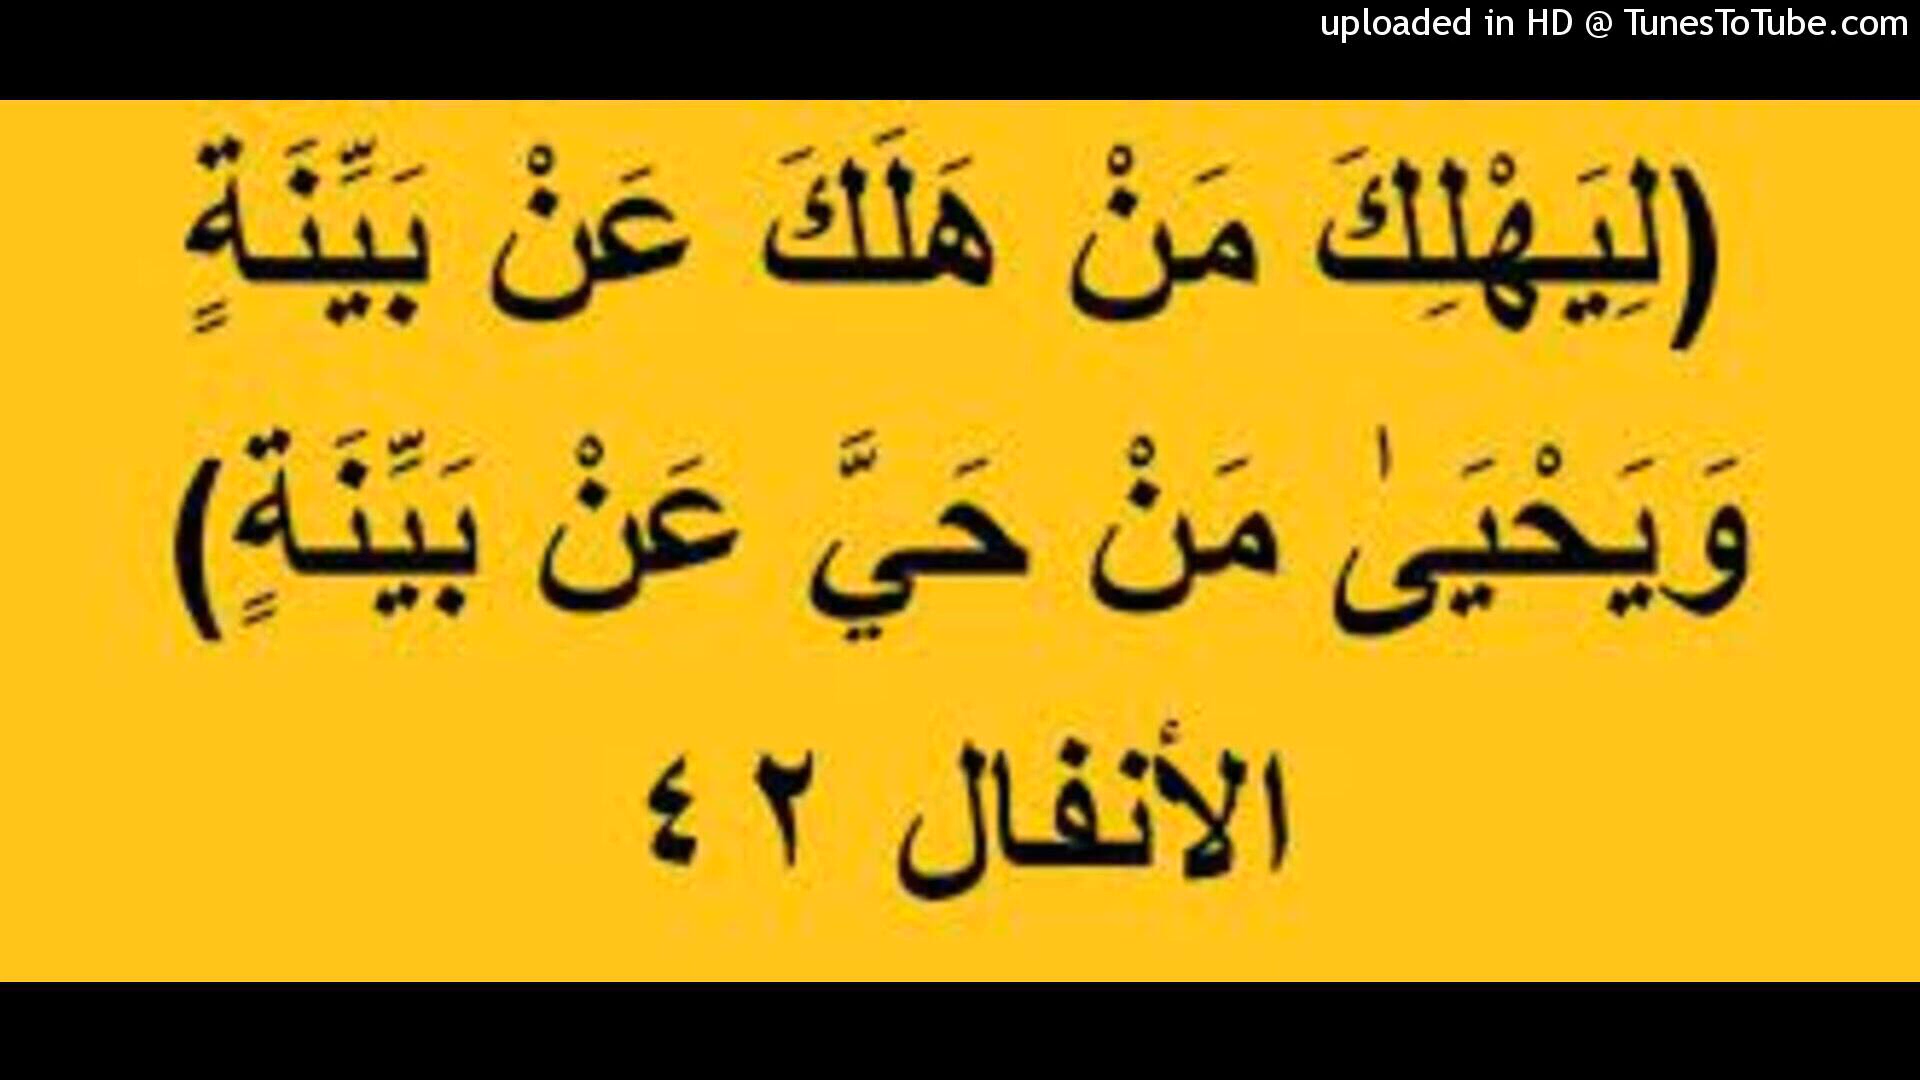 uploaded in HD @ TunesToTube.com
(لِيَهْلِكَ مَنْ هَلَكَ عَنْ بَيِّنَةٍ
وَيَحْيَىٰ مَنْ حَيَّ عَنْ بَيِّنَةٍ)
الأنفال ٤٢